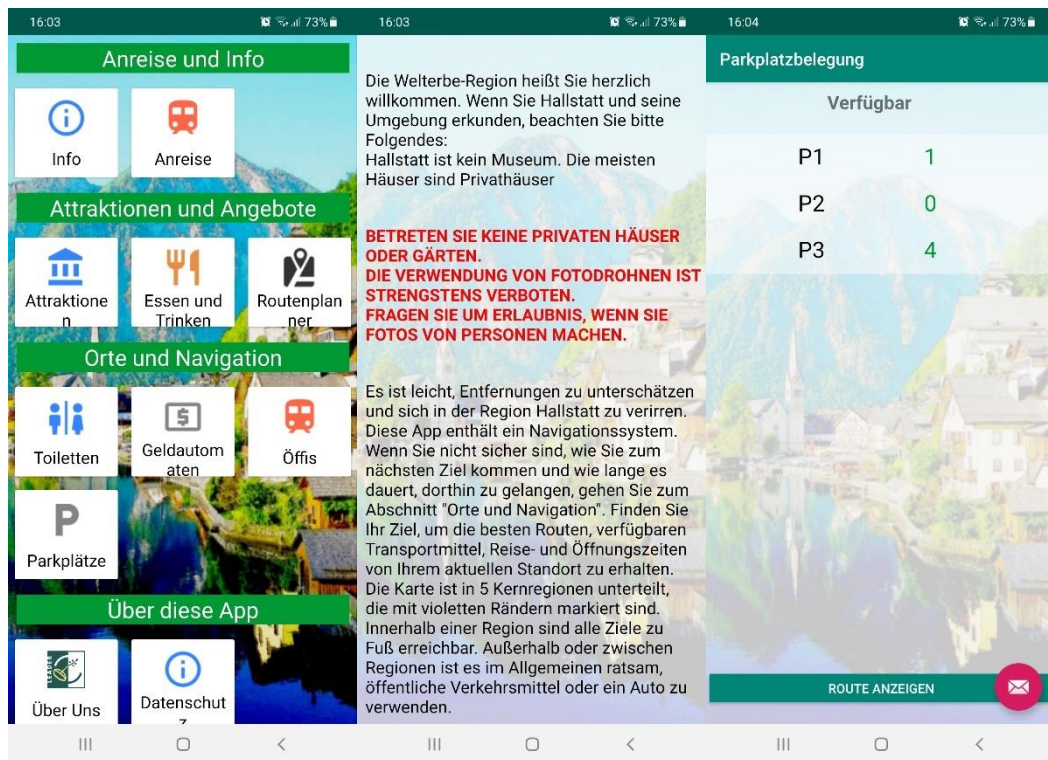 16:03
73%
Anreise und Info
Info
Anreise
Attraktionen und Angebote
Attraktione
n
Essen und
Trinken
Routenplan
ner
Orte und Navigation
Toiletten
Geldautom
aten
Öffis
P
Parkplätze
Über diese App
LEADER
Über Uns
Datenschut
z
16:03
73%
Die Welterbe-Region heißt Sie herzlich
willkommen. Wenn Sie Hallstatt und seine
Umgebung erkunden, beachten Sie bitte
Folgendes:
Hallstatt ist kein Museum. Die meisten
Häuser sind Privathäuser
BETRETEN SIE KEINE PRIVATEN HÄUSER
ODER GÄRTEN.
DIE VERWENDUNG VON FOTODROHNEN IST
STRENGSTENS VERBOTEN.
FRAGEN SIE UM ERLAUBNIS, WENN SIE
FOTOS VON PERSONEN MACHEN.
Es ist leicht, Entfernungen zu unterschätzen
und sich in der Region Hallstatt zu verirren.
Diese App enthält ein Navigationssystem.
Wenn Sie nicht sicher sind, wie Sie zum
nächsten Ziel kommen und wie lange es
dauert, dorthin zu gelangen, gehen Sie zum
Abschnitt "Orte und Navigation". Finden Sie
Ihr Ziel, um die besten Routen, verfügbaren
Transportmittel, Reise- und Öffnungszeiten
von Ihrem aktuellen Standort zu erhalten.
Die Karte ist in 5 Kernregionen unterteilt,
die mit violetten Rändern markiert sind.
Innerhalb einer Region sind alle Ziele zu
Fuß erreichbar. Außerhalb oder zwischen
Regionen ist es im Allgemeinen ratsam,
öffentliche Verkehrsmittel oder ein Auto zu
verwenden.
16:04
73%
Parkplatzbelegung
Verfügbar
P1 1
P2 0
P3 4
ROUTE ANZEIGEN